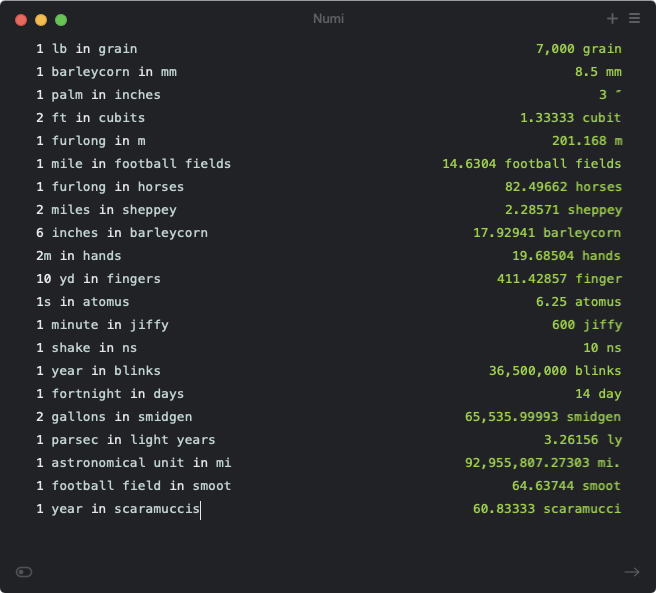 Numi
1 lb in grain 7,000 grain
1 barleycorn in mm 8.5 mm
1 palm in inches 3 ″
2 ft in cubits 1.33333 cubit
1 furlong in m 201.168 m
1 mile in football fields 14.6304 football fields
1 furlong in horses 82.49662 horses
2 miles in sheppey 2.28571 sheppey
6 inches in barleycorn 17.92941 barleycorn
2m in hands 19.68504 hands
10 yd in fingers 411.42857 finger
1s in atomus 6.25 atomus
1 minute in jiffy 600 jiffy
1 shake in ns 10 ns
1 year in blinks 36,500,000 blinks
1 fortnight in days 14 day
2 gallons in smidgen 65,535.99993 smidgen
1 parsec in light years 3.26156 ly
1 astronomical unit in mi 92,955,807.27303 mi.
1 football field in smoot 64.63744 smoot
1 year in scaramuccis 60.83333 scaramucci